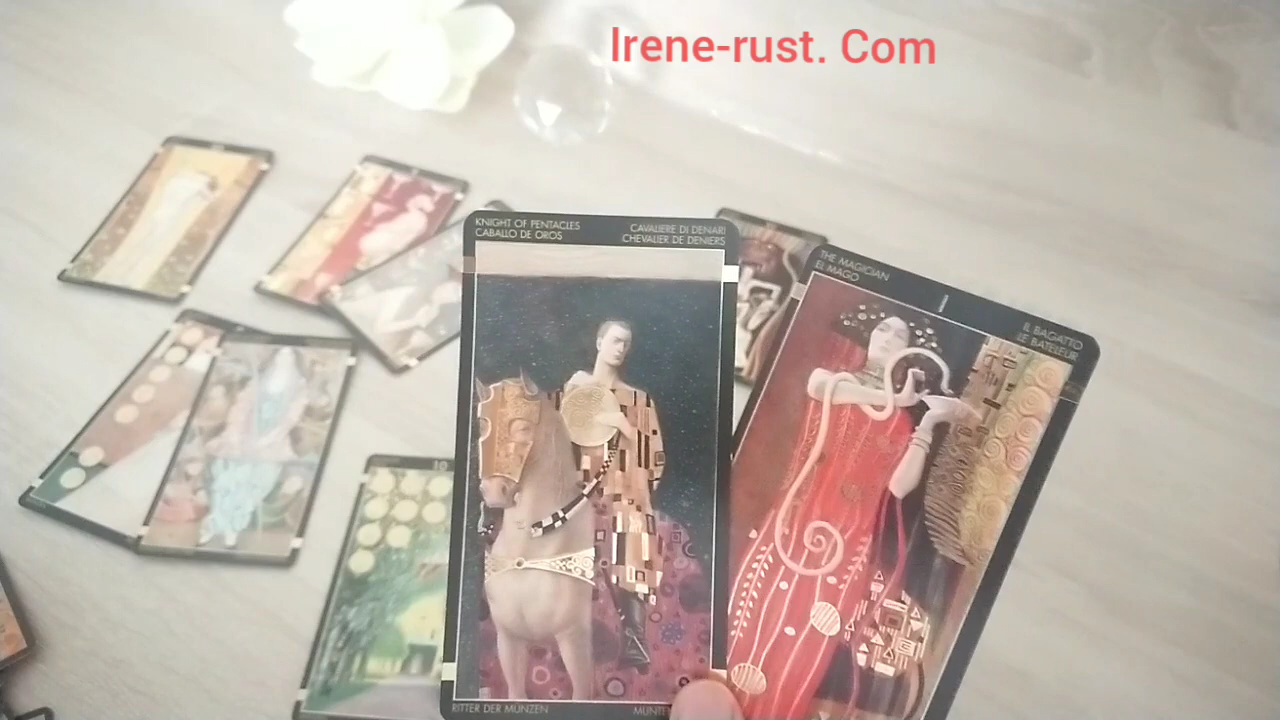 Irene-rust. Com
KNIGHT OF PENTACLES
CABALLO DE OROS
CAVALIERE DI DENARI
CHEVALIER DE DENIERS
THE MAGICIAN
EL MAGO
I
IL BAGATTO
LE BATELEUR
10
RITTER DER MÜNZEN